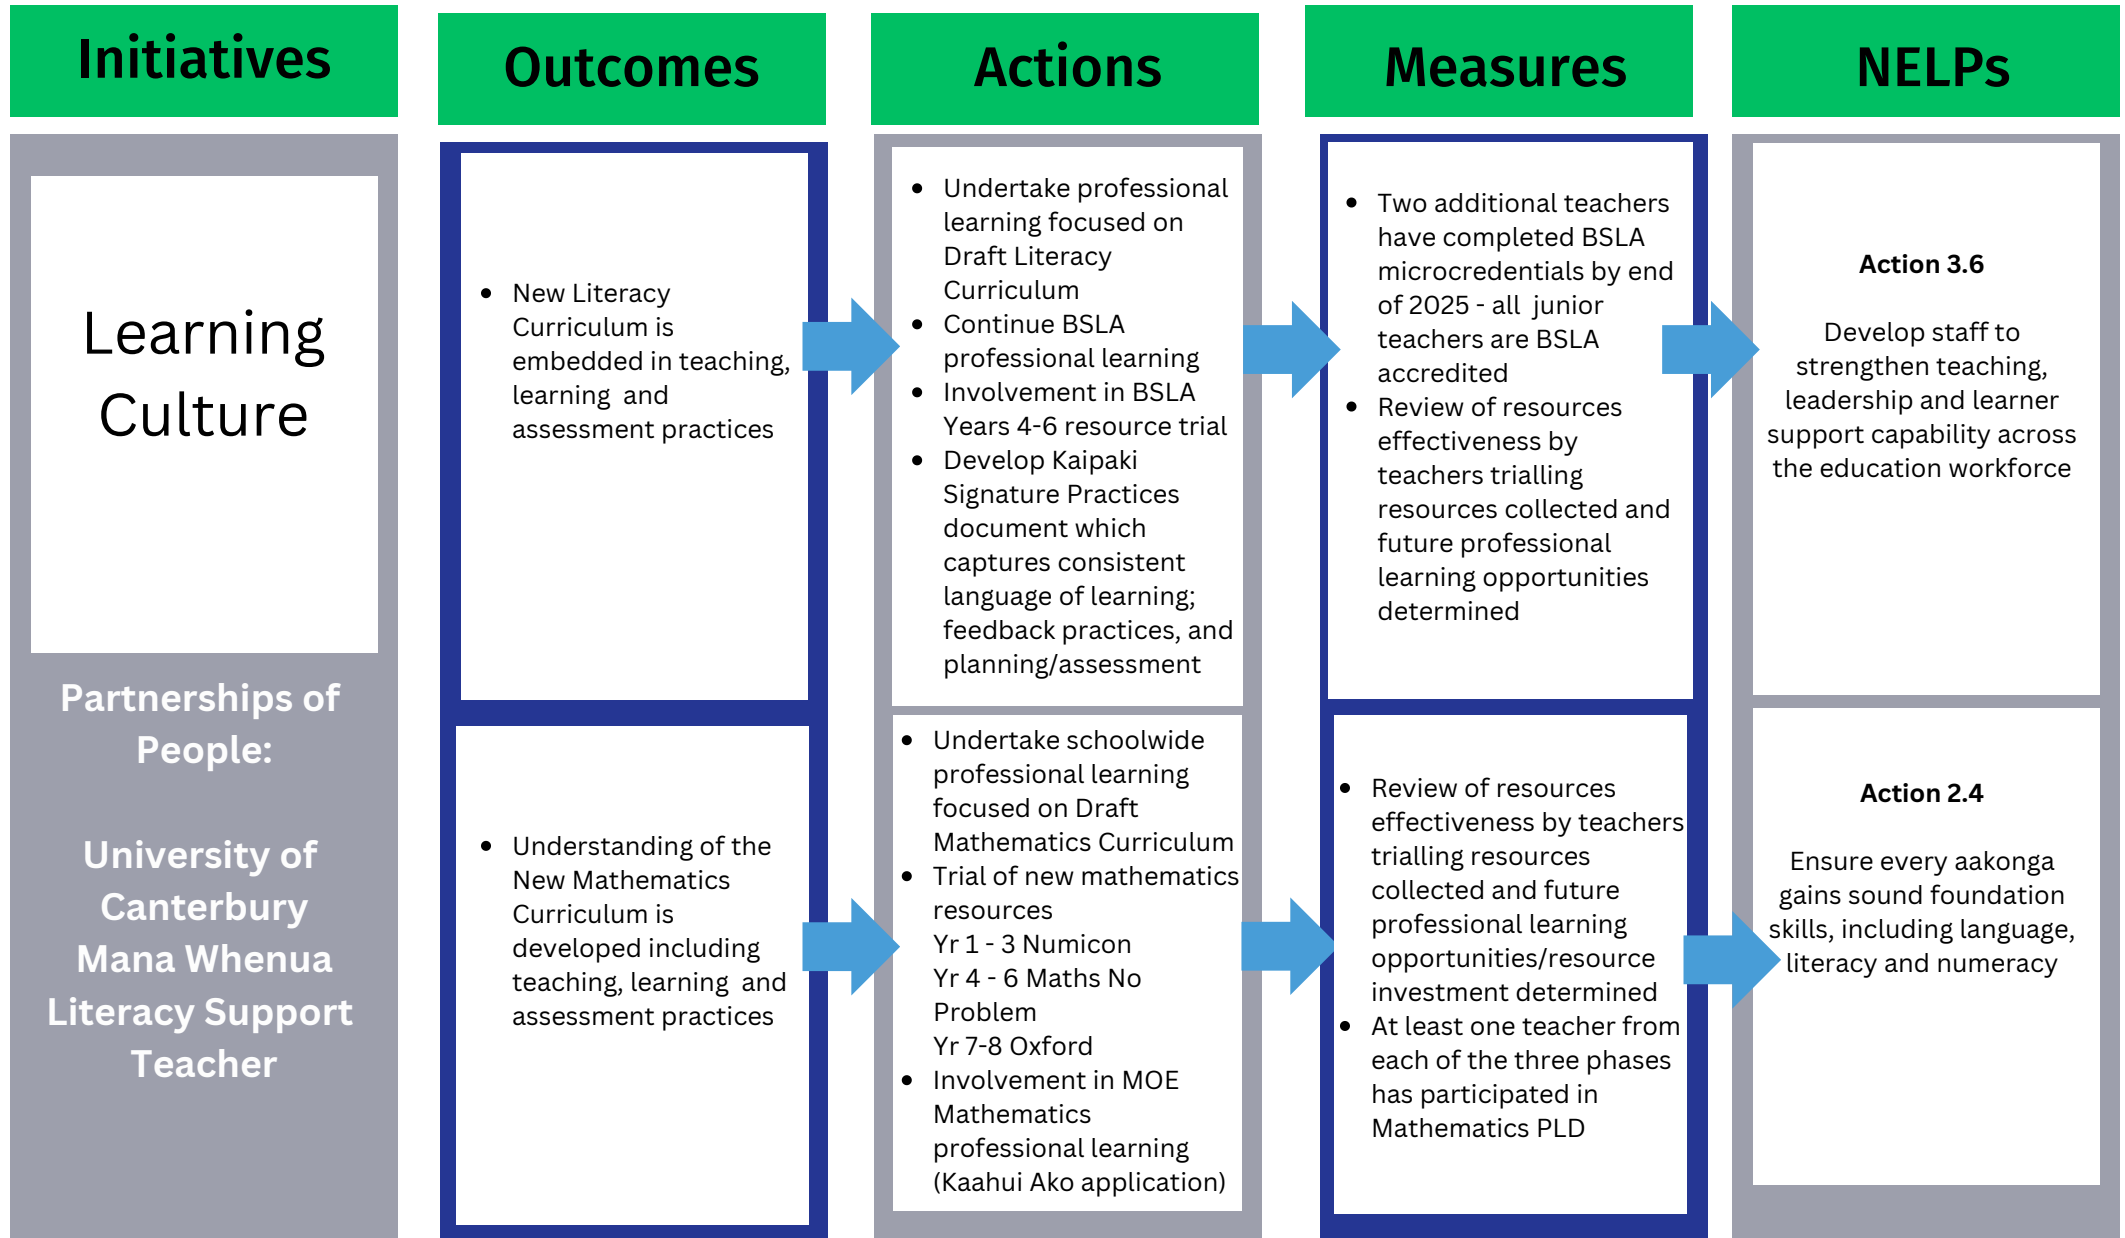 Initiatives
Outcomes
Actions
Measures
NELPs
Learning
Culture
Partnerships of
People:
University of
Canterbury
Mana Whenua
Literacy Support
Teacher
• New Literacy
Curriculum is
embedded in teaching,
learning and
assessment practices
• Undertake professional
learning focused on
Draft Literacy
Curriculum
• Continue BSLA
professional learning
• Involvement in BSLA
Years 4-6 resource trial
• Develop Kaipaki
Signature Practices
document which
captures consistent
language of learning;
feedback practices, and
planning/assessment
• Two additional teachers
have completed BSLA
microcredentials by end
of 2025 - all junior
teachers are BSLA
accredited
• Review of resources
effectiveness by
teachers trialling
resources collected and
future professional
learning opportunities
determined
Action 3.6
Develop staff to
strengthen teaching,
leadership and learner
support capability across
the education workforce
• Understanding of the
New Mathematics
Curriculum is
developed including
teaching, learning and
assessment practices
• Undertake schoolwide
professional learning
focused on Draft
Mathematics Curriculum
• Trial of new mathematics
resources
Yr 1 - 3 Numicon
Yr 4 - 6 Maths No
Problem
Yr 7-8 Oxford
• Involvement in MOE
Mathematics
professional learning
(Kaahui Ako application)
• Review of resources
effectiveness by teachers
trialling resources
collected and future
professional learning
opportunities/resource
investment determined
• At least one teacher from
each of the three phases
has participated in
Mathematics PLD
Action 2.4
Ensure every aakonga
gains sound foundation
skills, including language,
literacy and numeracy